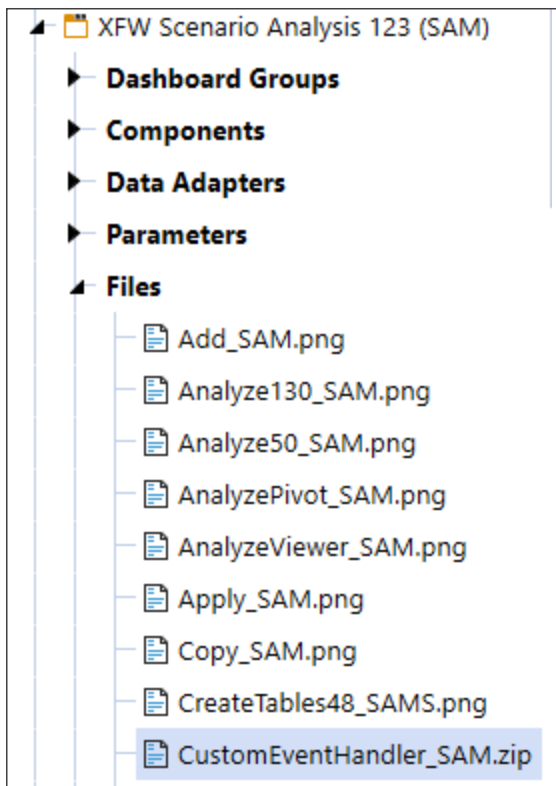 XFW Scenario Analysis 123 (SAM)
Dashboard Groups
Components
Data Adapters
Parameters
Files
Add_SAM.png
Analyze130_SAM.png
Analyze50_SAM.png
AnalyzePivot_SAM.png
AnalyzeViewer_SAM.png
Apply_SAM.png
Copy_SAM.png
CreateTables48_SAMS.png
CustomEventHandler_SAM.zip